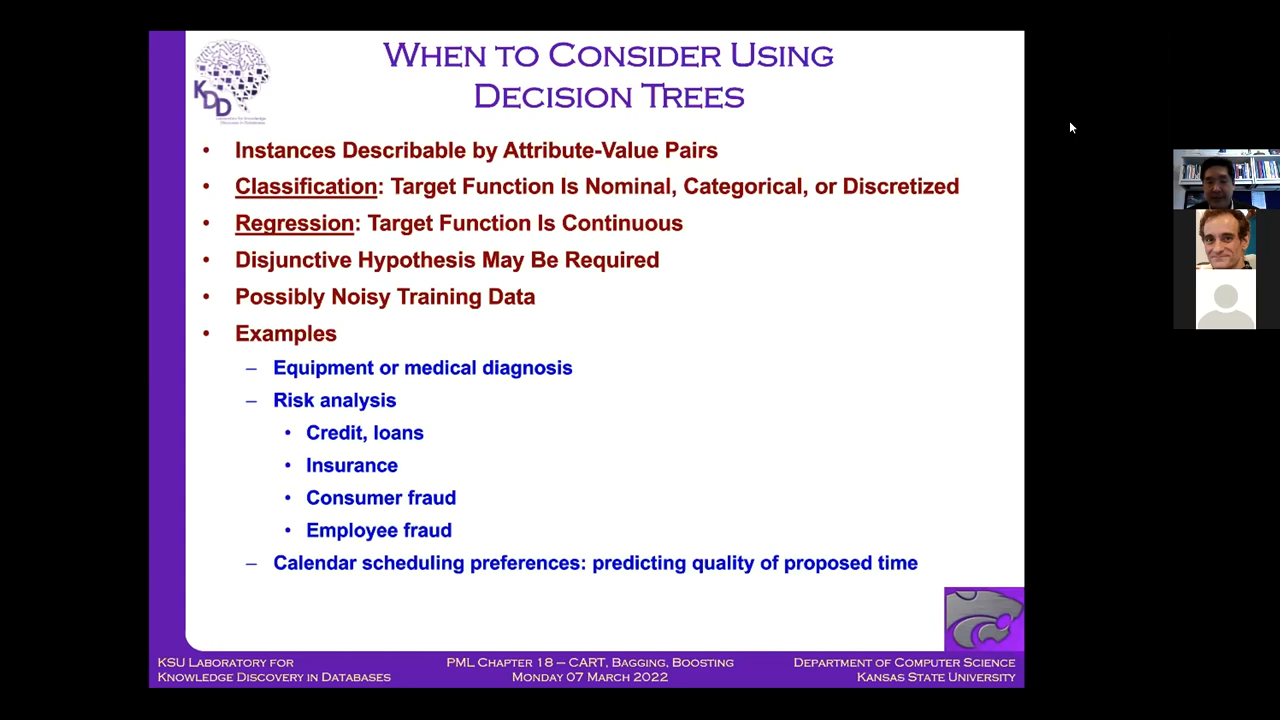 When to Consider Using
Decision Trees
KDD
• Instances Describable by Attribute-Value Pairs
• Classification: Target Function Is Nominal, Categorical, or Discretized
• Regression: Target Function Is Continuous
• Disjunctive Hypothesis May Be Required
• Possibly Noisy Training Data
• Examples
– Equipment or medical diagnosis
– Risk analysis
• Credit, loans
• Insurance
• Consumer fraud
• Employee fraud
– Calendar scheduling preferences: predicting quality of proposed time
KSU Laboratory for
Knowledge Discovery in Databases
PML Chapter 18 – CART, Bagging, Boosting
Monday 07 March 2022
Department of Computer Science
Kansas State University